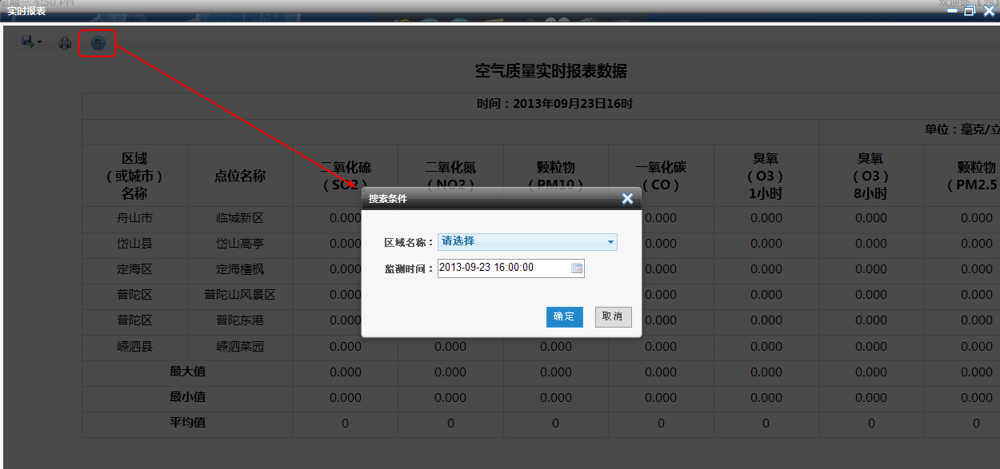 星期一 4:50 PM
实时报表
空气质量实时报表数据
时间：2013年09月23日16时
单位：毫克/立
区域
（或城市）
名称
点位名称
二氧化硫
（SO2）
二氧化氮
（NO2）
颗粒物
（PM10）
一氧化碳
（CO）
臭氧
（O3）
1小时
臭氧
（O3）
8小时
颗粒物
（PM2.5
舟山市 临城新区 0.000 0.000 0.000 0.000 0.000
岱山县 岱山高亭 0.000 0.000 0.000 0.000 0.000
定海区 定海檀枫 0.000 0.000 0.000 0.000 0.000
普陀区 普陀山风景区 0.000 0.000 0.000 0.000 0.000
普陀区 普陀东港 0.000 0.000 0.000 0.000 0.000
嵊泗县 嵊泗菜园 0.000 0.000 0.000 0.000 0.000 0.000 0.000
最大值 0.000 0.000 0.000 0.000 0.000 0.000 0.000
最小值 0.000 0.000 0.000 0.000 0.000 0.000 0.000
平均值 0 0 0 0 0 0 0
搜索条件
区域名称： 请选择
监测时间： 2013-09-23 16:00:00
确定 取消